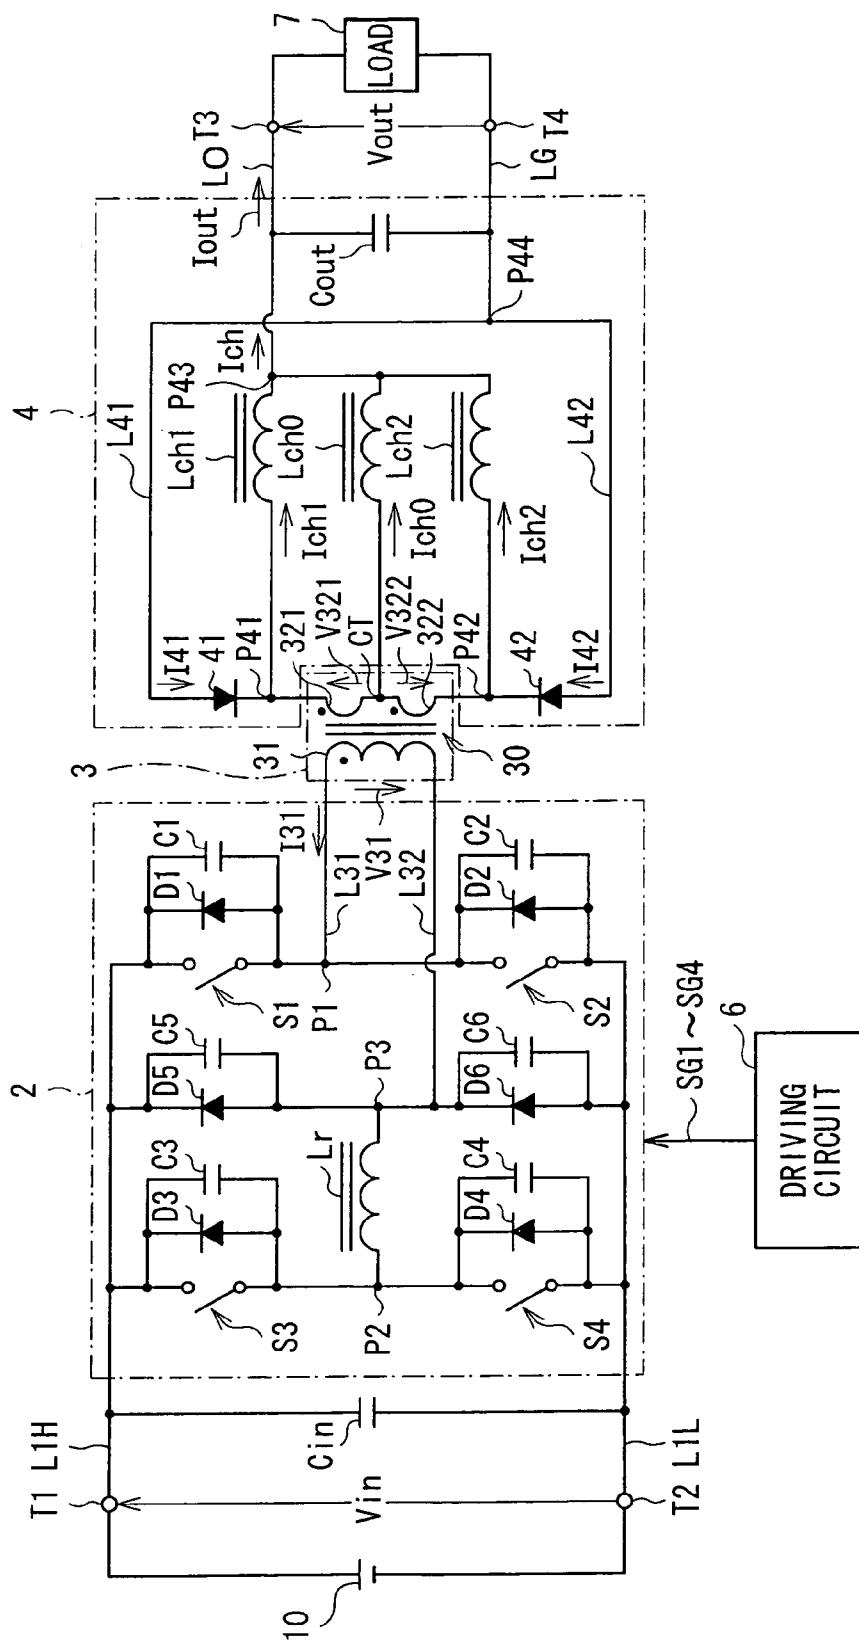 10
T1
L1H
Vin
T2
L1L
Cin
2
S3
D3
C3
D5
C5
S1
D1
C1
P1
P2
Lr
P3
S4
D4
C4
D6
C6
S2
D2
C2
L31
V31
L32
I31
SG1~SG4
6
DRIVING
CIRCUIT
3
31
30
321
V321
CT
V322
322
4
I41
41
P41
L41
Lch1
P43
Ich
Lch0
Lch2
Ich1
Ich0
Ich2
P42
42
I42
L42
P44
Cout
Iout
LO
T3
Vout
LG
T4
7
LOAD